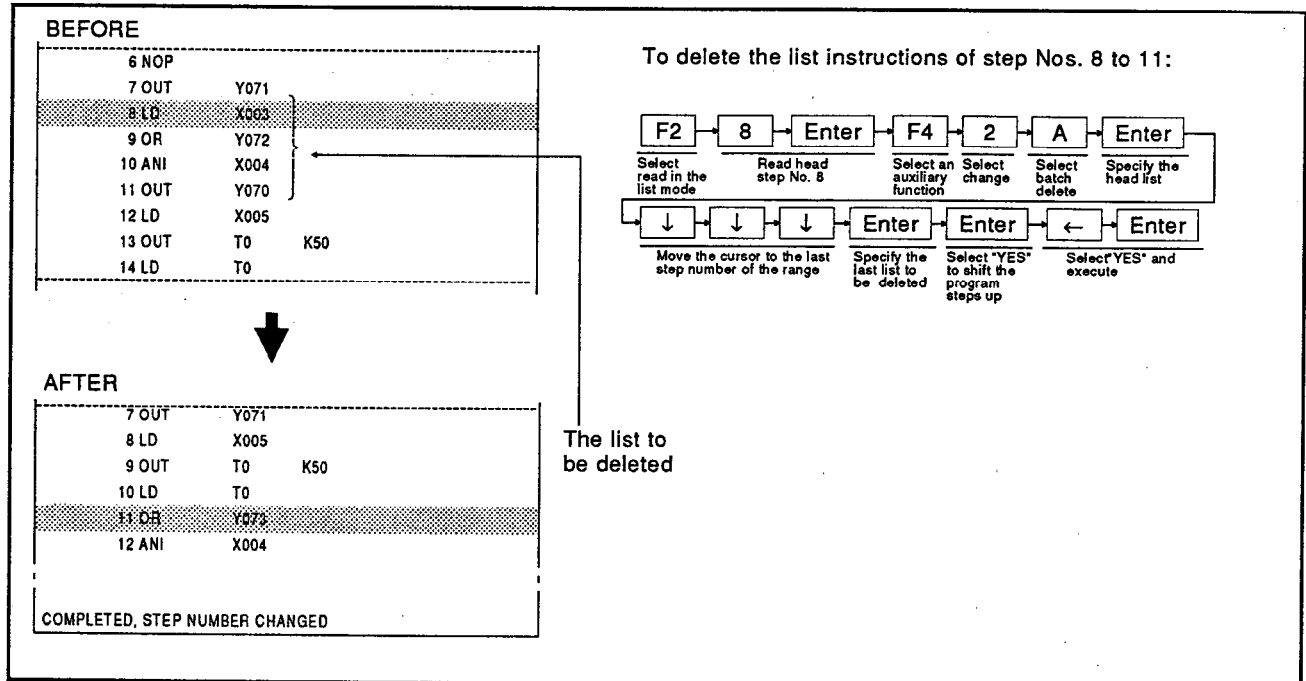 BEFORE
6 NOP
7 OUT Y071
8 LD X003
9 OR Y072
10 ANI X004
11 OUT Y070
12 LD X005
13 OUT T0 K50
14 LD T0
AFTER
7 OUT Y071
8 LD X005
9 OUT T0 K50
10 LD T0
11 OR Y073
12 ANI X004
COMPLETED, STEP NUMBER CHANGED
The list to
be deleted
To delete the list instructions of step Nos. 8 to 11:
F2 → 8 → Enter → F4 → 2 → A → Enter
Select
read in the
list mode
Read head
step No. 8
Select an
auxiliary
function
Select
change
Select
batch
delete
Specify the
head list
↓ → ↓ → ↓ → Enter → Enter → ← → Enter
Move the cursor to the last
step number of the range
Specify the
last list to
be deleted
Select "YES"
to shift the
program
steps up
Select"YES" and
execute